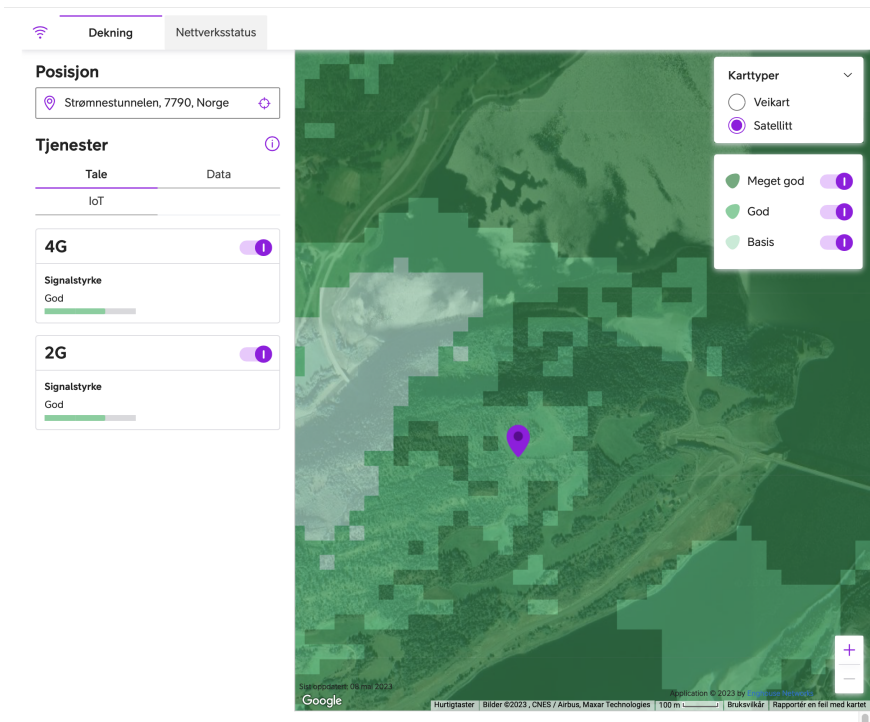 Dekning
Nettverksstatus
Posisjon
Strømnestunnelen, 7790, Norge
Tjenester
Tale
Data
IoT
4G
Signalstyrke
God
2G
Signalstyrke
God
Karttyper
Veikart
Satellitt
Meget god
God
Basis
Sist oppdatert: 06 mai 2023
Application © 2023 by
Google
Hurtigtaster
Bilder ©2023 , CNES / Airbus, Maxar Technologies
100 m
Bruksvilkår
Rapportér en feil med kartet